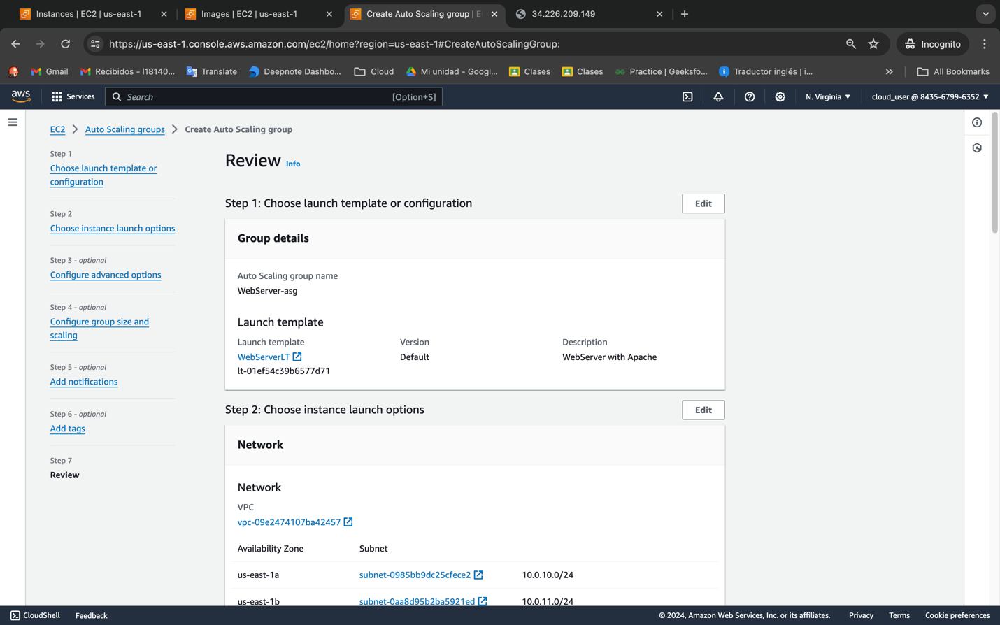 Instances | EC2 | us-east-1
Images | EC2 | us-east-1
Create Auto Scaling group | E
34.226.209.149
https://us-east-1.console.aws.amazon.com/ec2/home?region=us-east-1#CreateAutoScalingGroup:
Incognito
Gmail
Recibidos - l18140...
Translate
Deepnote Dashbo...
Cloud
Mi unidad - Googl...
Clases
Clases
Practice | Geeksfo...
Traductor inglés | i...
All Bookmarks
aws
Services
Search
[Option+S]
N. Virginia
cloud_user @ 8435-6799-6352
EC2
Auto Scaling groups
Create Auto Scaling group
Step 1
Choose launch template or
configuration
Step 2
Choose instance launch options
Step 3 - optional
Configure advanced options
Step 4 - optional
Configure group size and
scaling
Step 5 - optional
Add notifications
Step 6 - optional
Add tags
Step 7
Review
Review Info
Step 1: Choose launch template or configuration
Edit
Group details
Auto Scaling group name
WebServer-asg
Launch template
Launch template
Version
Description
WebServerLT
Default
WebServer with Apache
lt-01ef54c39b6577d71
Step 2: Choose instance launch options
Edit
Network
Network
VPC
vpc-09e2474107ba42457
Availability Zone
Subnet
us-east-1a
subnet-0985bb9dc25cfece2
10.0.10.0/24
us-east-1b
subnet-0aa8d95b2ba5921ed
10.0.11.0/24
CloudShell
Feedback
© 2024, Amazon Web Services, Inc. or its affiliates.
Privacy
Terms
Cookie preferences